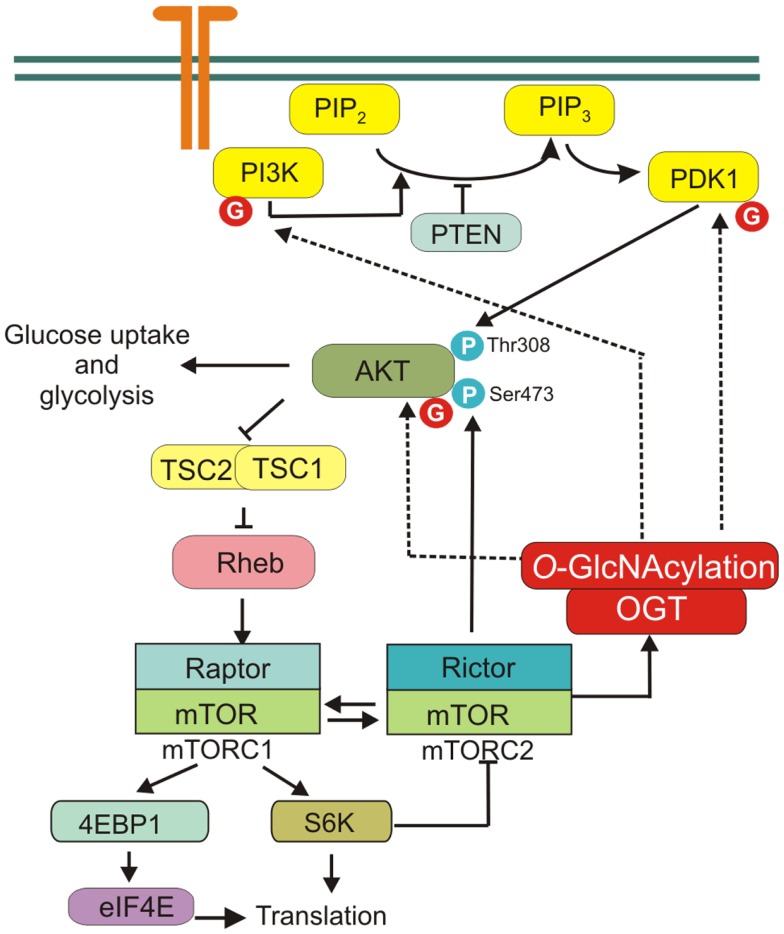 PIP2
PIP3
PI3K
G
PDK1
G
PTEN
Glucose uptake
and
glycolysis
AKT
P Thr308
P Ser473
G
TSC2 TSC1
O-GlcNAcylation
OGT
Rheb
Raptor
mTOR
mTORC1
Rictor
mTOR
mTORC2
4EBP1
S6K
eIF4E
Translation